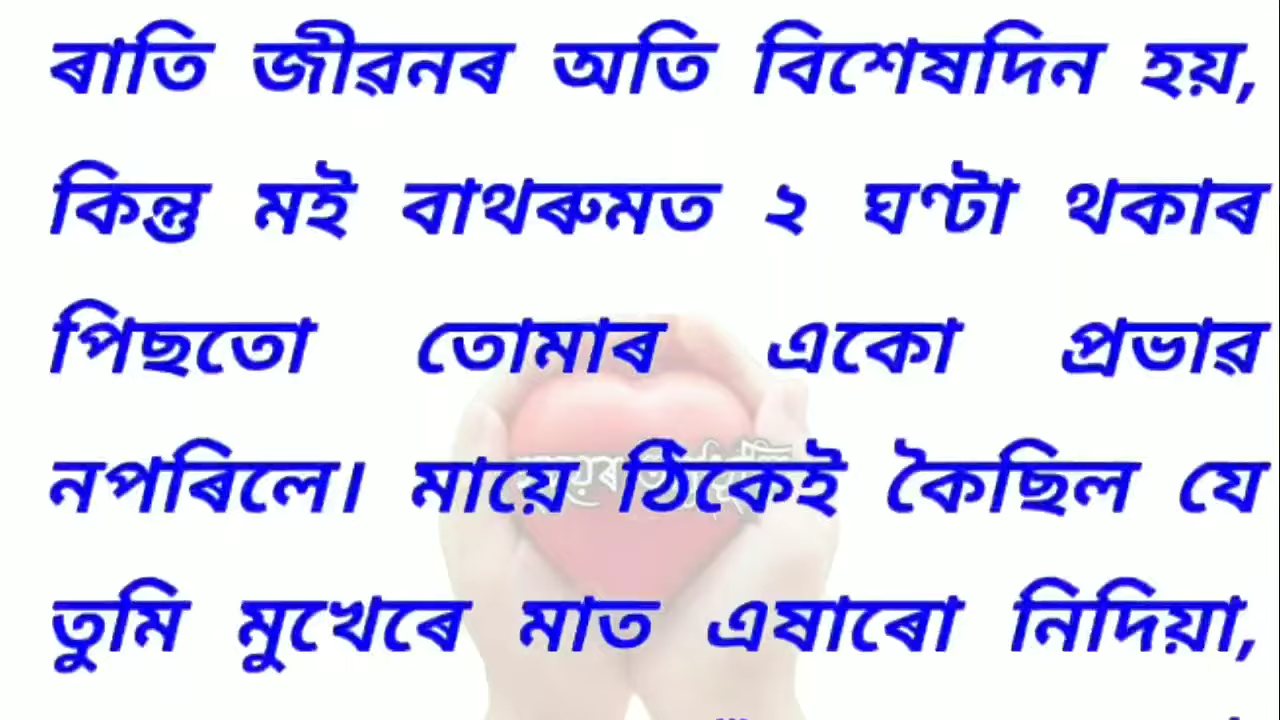 ৰাতি জীৱনৰ অতি বিশেষদিন হয়,
কিন্তু মই বাথৰুমত ২ ঘণ্টা থকাৰ
পিছতো তোমাৰ একো প্ৰভাৱ
নপৰিলে। মায়ে ঠিকেই কৈছিল যে
তুমি মুখেৰে মাত এষাৰো নিদিয়া,